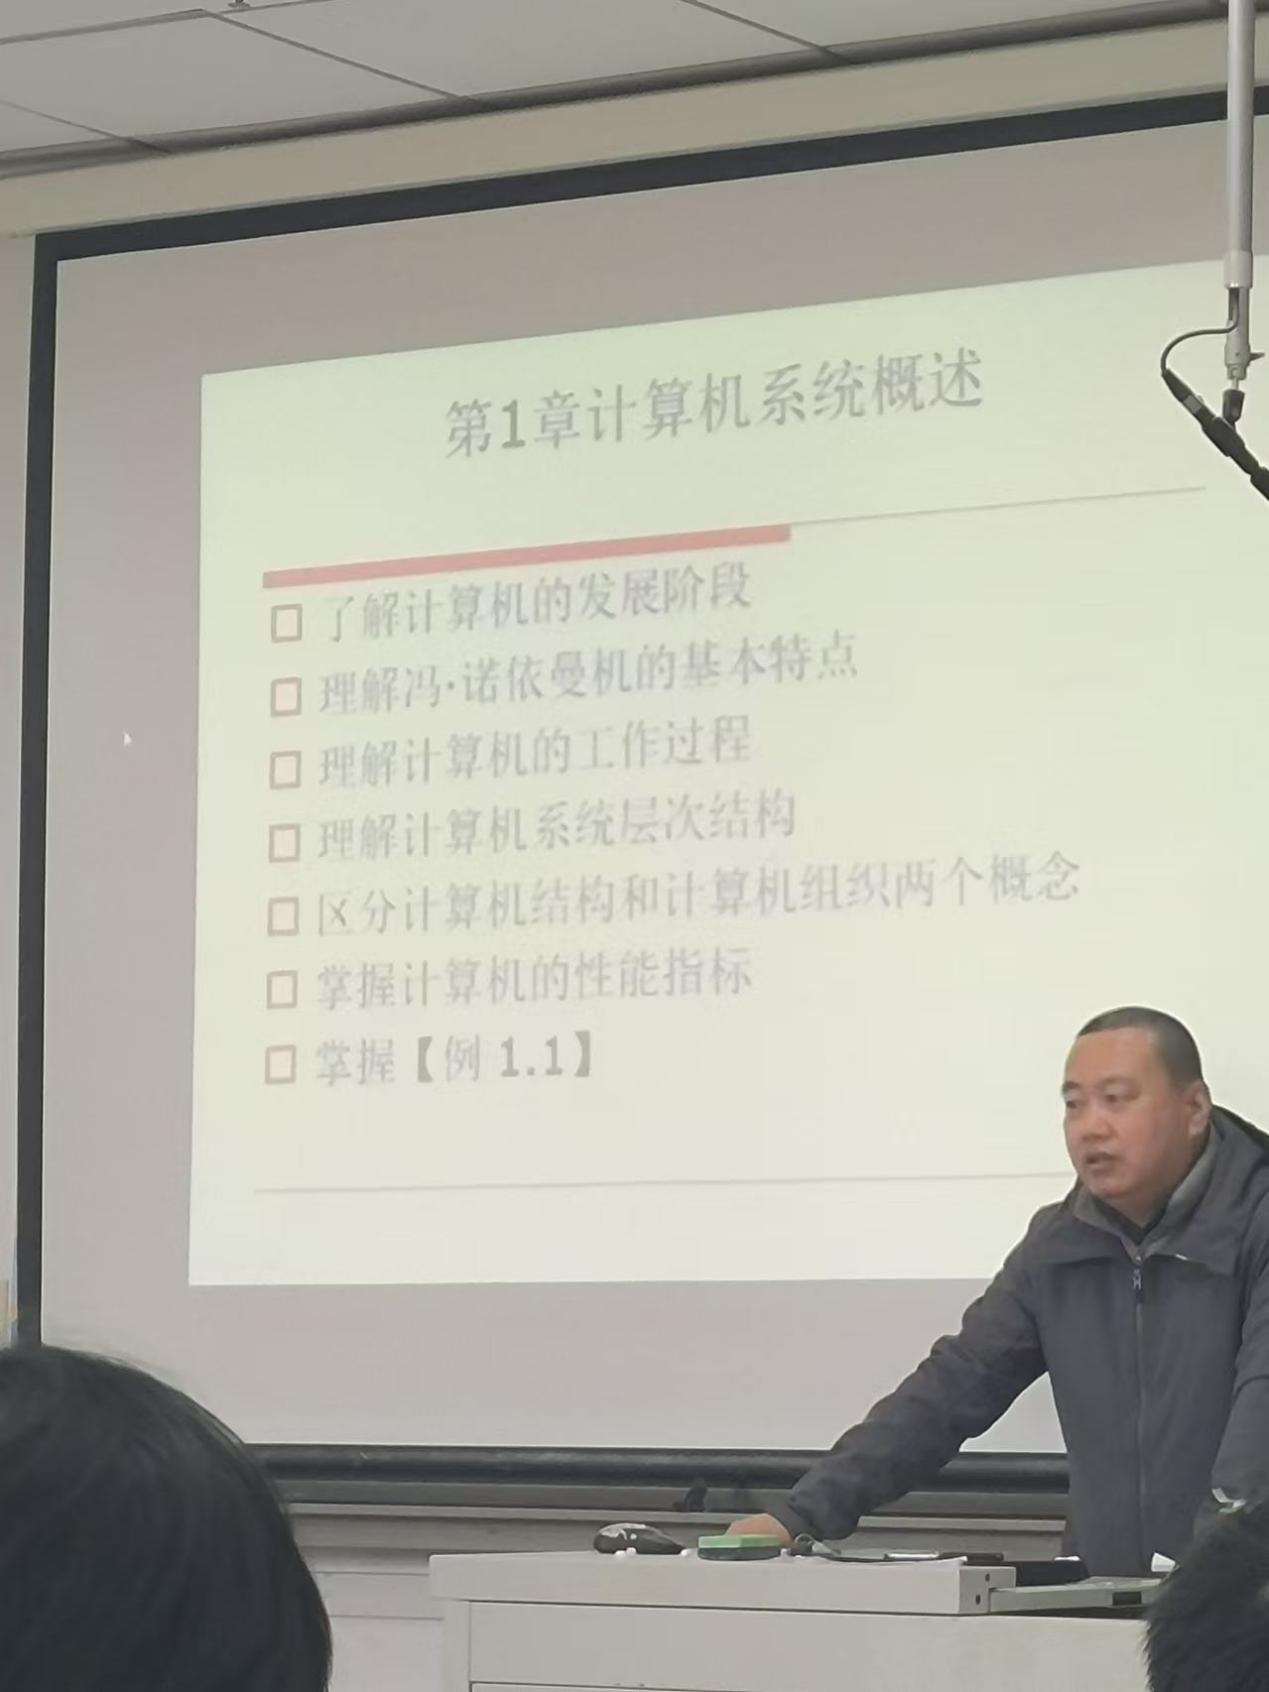 第1章计算机系统概述
了解计算机的发展阶段
理解冯·诺依曼机的基本特点
理解计算机的工作过程
理解计算机系统层次结构
区分计算机结构和计算机组织两个概念
掌握计算机的性能指标
掌握【例 1.1】